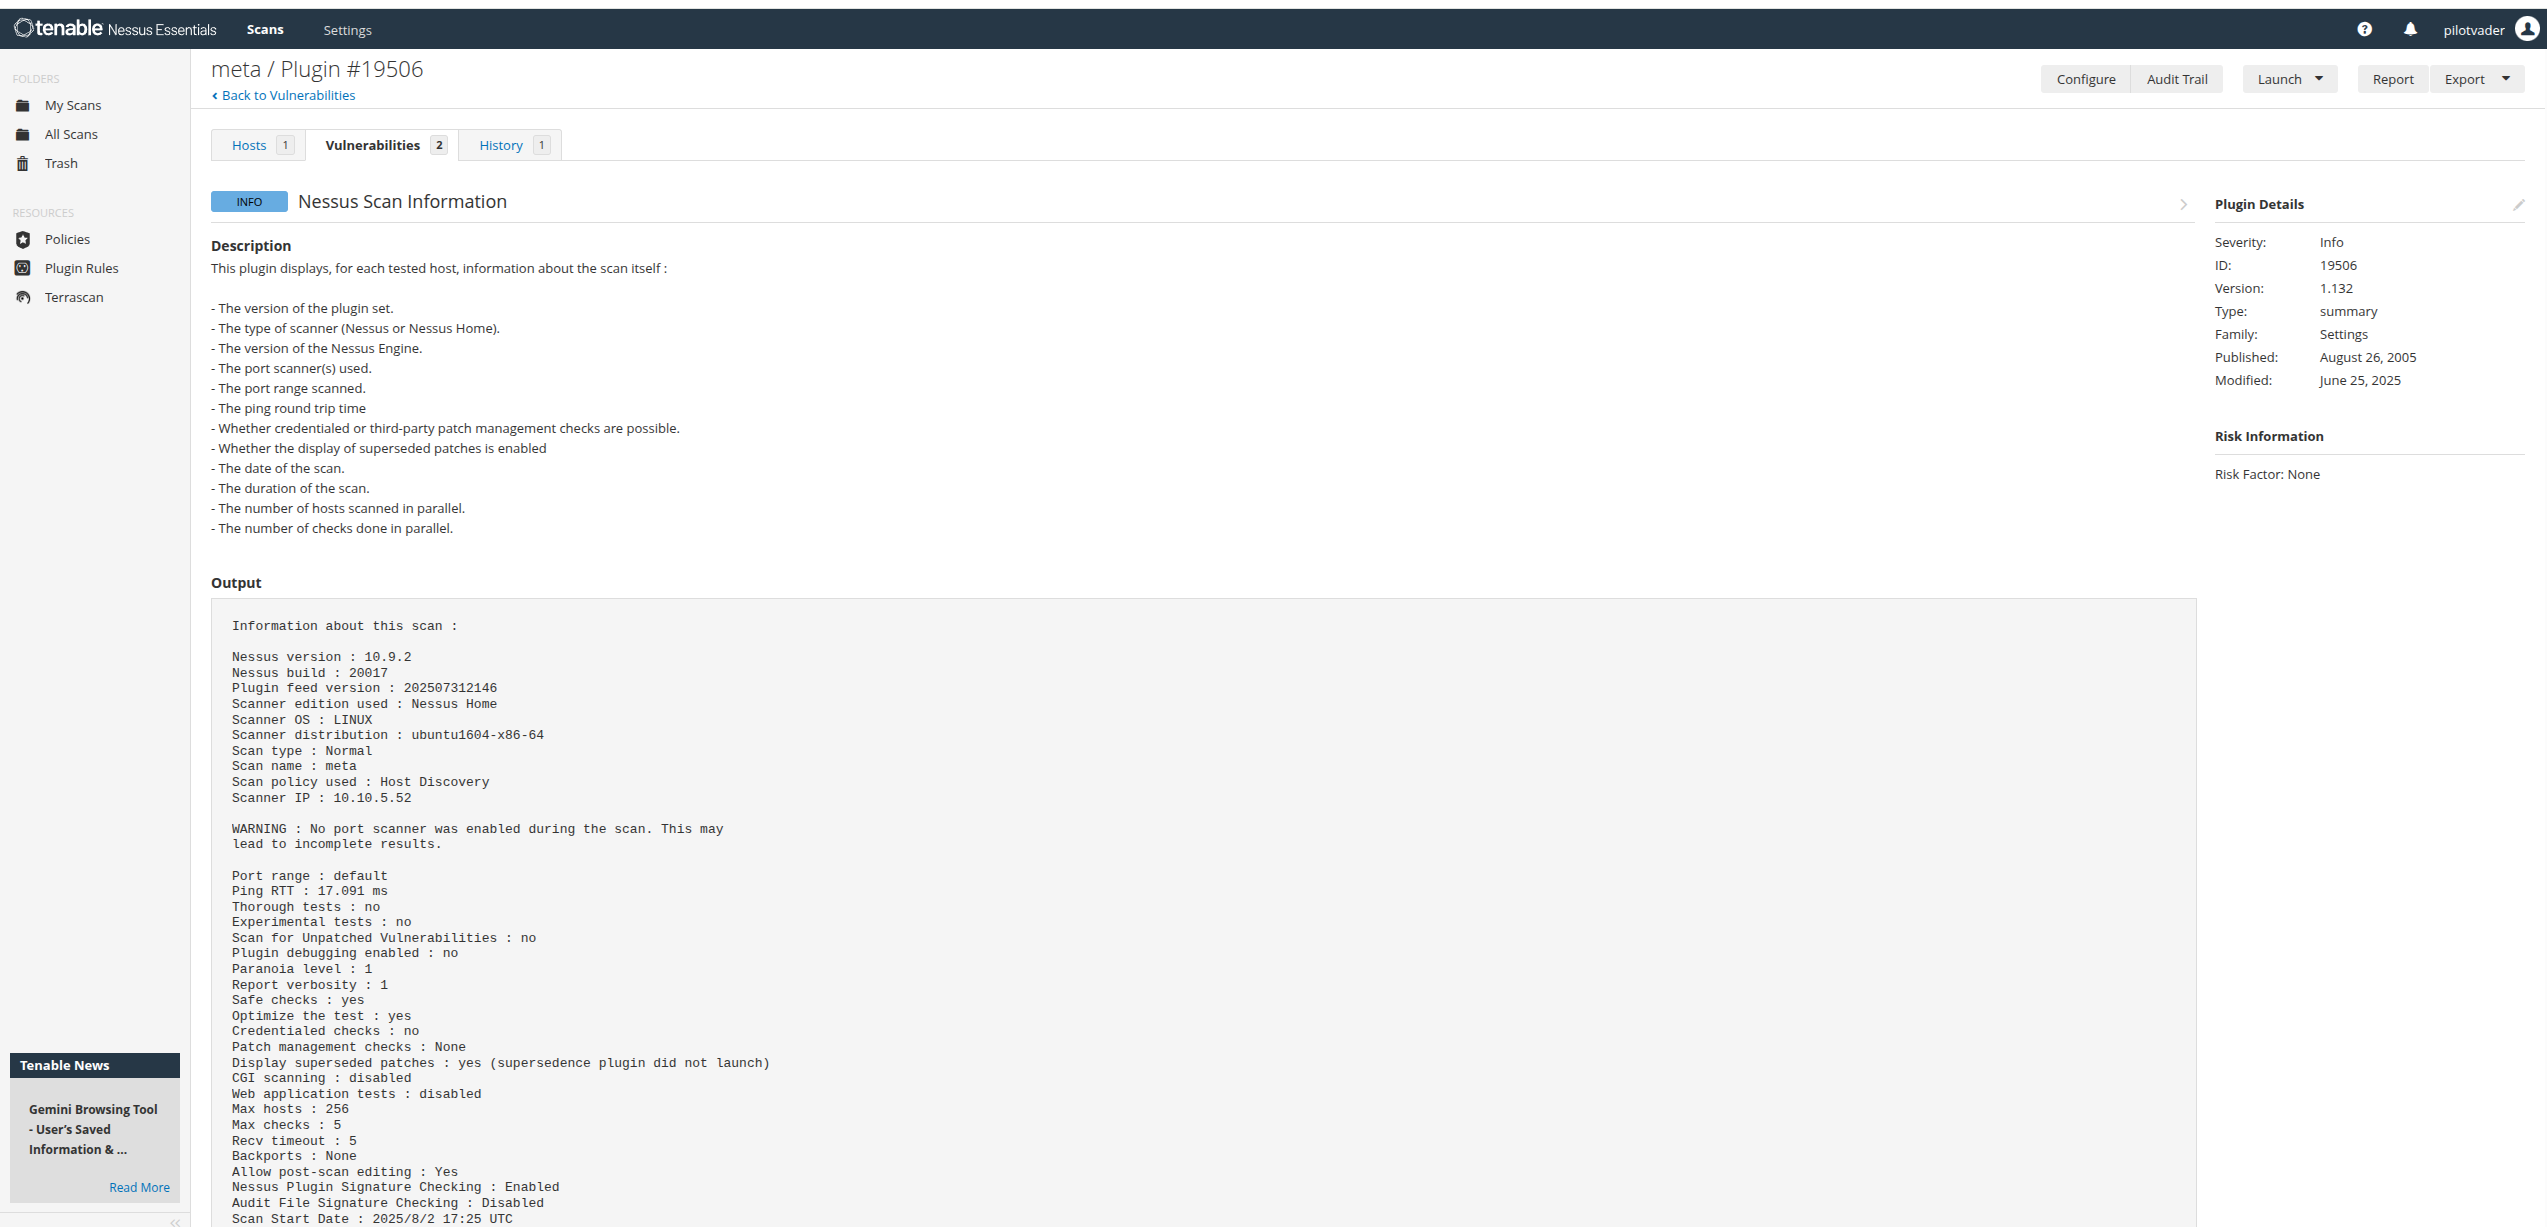 tenable Nessus Essentials
Scans
Settings
pilotvader
FOLDERS
My Scans
All Scans
Trash
RESOURCES
Policies
Plugin Rules
Terrascan
Tenable News
Gemini Browsing Tool
- User's Saved
Information & ...
Read More
meta / Plugin #19506
Back to Vulnerabilities
Configure
Audit Trail
Launch
Report
Export
Hosts 1
Vulnerabilities 2
History 1
INFO
Nessus Scan Information
Description
This plugin displays, for each tested host, information about the scan itself :
- The version of the plugin set.
- The type of scanner (Nessus or Nessus Home).
- The version of the Nessus Engine.
- The port scanner(s) used.
- The port range scanned.
- The ping round trip time
- Whether credentialed or third-party patch management checks are possible.
- Whether the display of superseded patches is enabled
- The date of the scan.
- The duration of the scan.
- The number of hosts scanned in parallel.
- The number of checks done in parallel.
Output
Information about this scan :
Nessus version : 10.9.2
Nessus build : 20017
Plugin feed version : 202507312146
Scanner edition used : Nessus Home
Scanner OS : LINUX
Scanner distribution : ubuntu1604-x86-64
Scan type : Normal
Scan name : meta
Scan policy used : Host Discovery
Scanner IP : 10.10.5.52
WARNING : No port scanner was enabled during the scan. This may
lead to incomplete results.
Port range : default
Ping RTT : 17.091 ms
Thorough tests : no
Experimental tests : no
Scan for Unpatched Vulnerabilities : no
Plugin debugging enabled : no
Paranoia level : 1
Report verbosity : 1
Safe checks : yes
Optimize the test : yes
Credentialed checks : no
Patch management checks : None
Display superseded patches : yes (supersedence plugin did not launch)
CGI scanning : disabled
Web application tests : disabled
Max hosts : 256
Max checks : 5
Recv timeout : 5
Backports : None
Allow post-scan editing : Yes
Nessus Plugin Signature Checking : Enabled
Audit File Signature Checking : Disabled
Scan Start Date : 2025/8/2 17:25 UTC
Plugin Details
Severity: Info
ID: 19506
Version: 1.132
Type: summary
Family: Settings
Published: August 26, 2005
Modified: June 25, 2025
Risk Information
Risk Factor: None